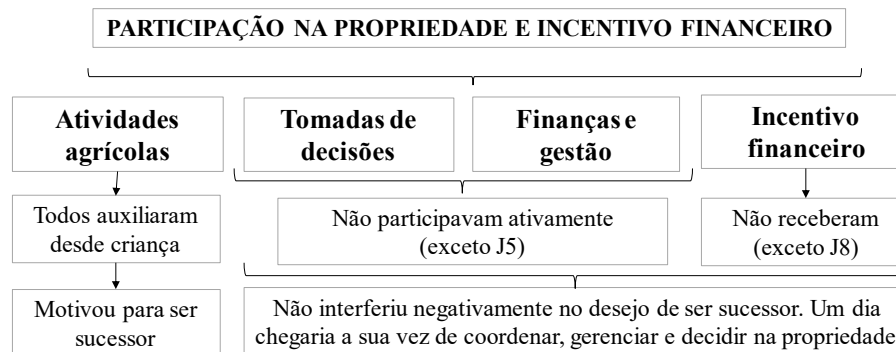 PARTICIPAÇÃO NA PROPRIEDADE E INCENTIVO FINANCEIRO
Atividades
agrícolas
Tomadas de
decisões
Finanças e
gestão
Incentivo
financeiro
Todos auxiliaram
desde criança
Não participavam ativamente
(exceto J5)
Não receberam
(exceto J8)
Motivou para ser
sucessor
Não interferiu negativamente no desejo de ser sucessor. Um dia
chegaria a sua vez de coordenar, gerenciar e decidir na propriedade